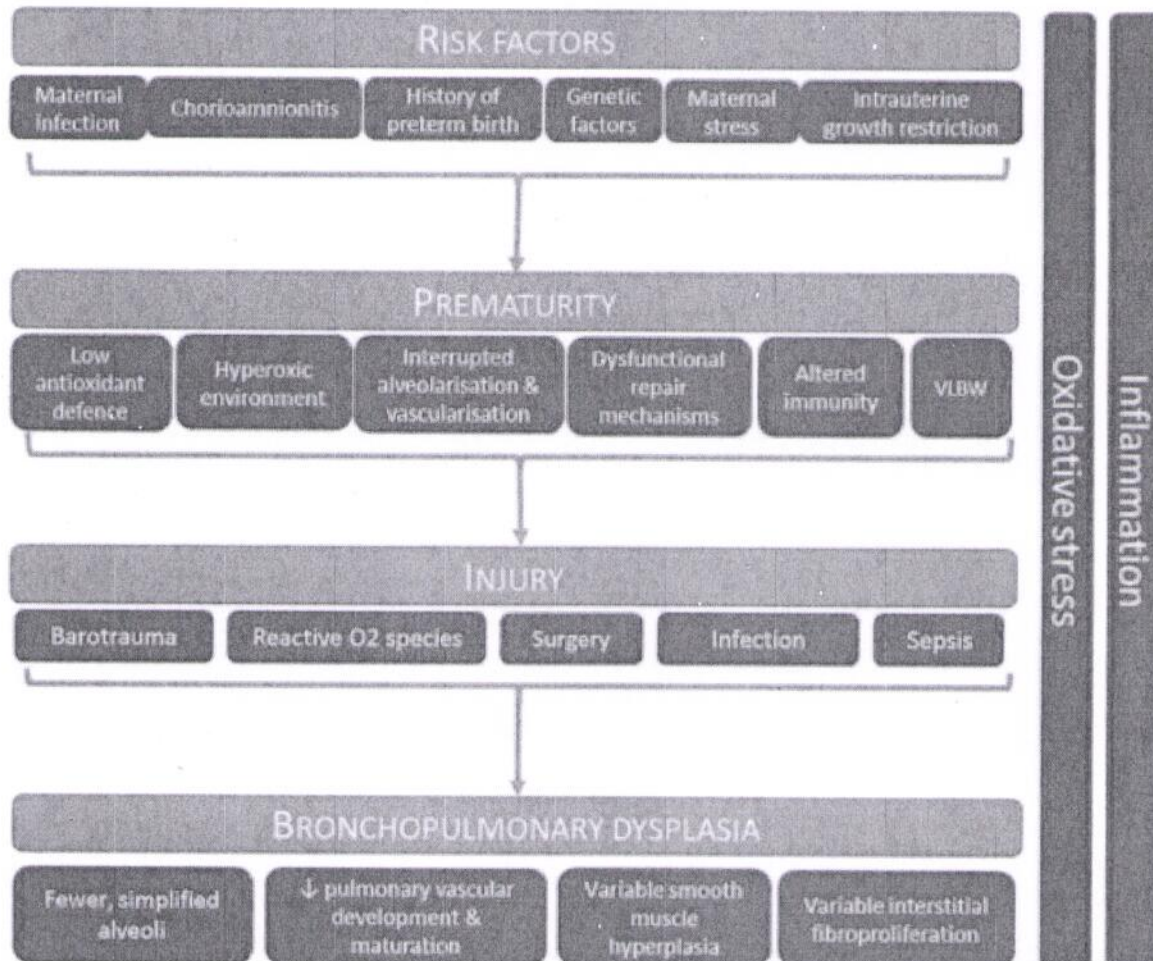 RISK FACTORS
Maternal
infection
Chorioamnionitis
History of
preterm birth
Genetic
factors
Maternal
stress
Intrauterine
growth restriction
PREMATURITY
Low
antioxidant
defence
Hyperoxic
environment
Interrupted
alveolarisation &
vascularisation
Dysfunctional
repair
mechanisms
Altered
immunity
VLBW
INJURY
Barotrauma
Reactive O2 species
Surgery
Infection
Sepsis
BRONCHOPULMONARY DYSPLASIA
Fewer, simplified
alveoli
↓ pulmonary vascular
development &
maturation
Variable smooth
muscle
hyperplasia
Variable interstitial
fibroproliferation
Oxidative stress
Inflammation